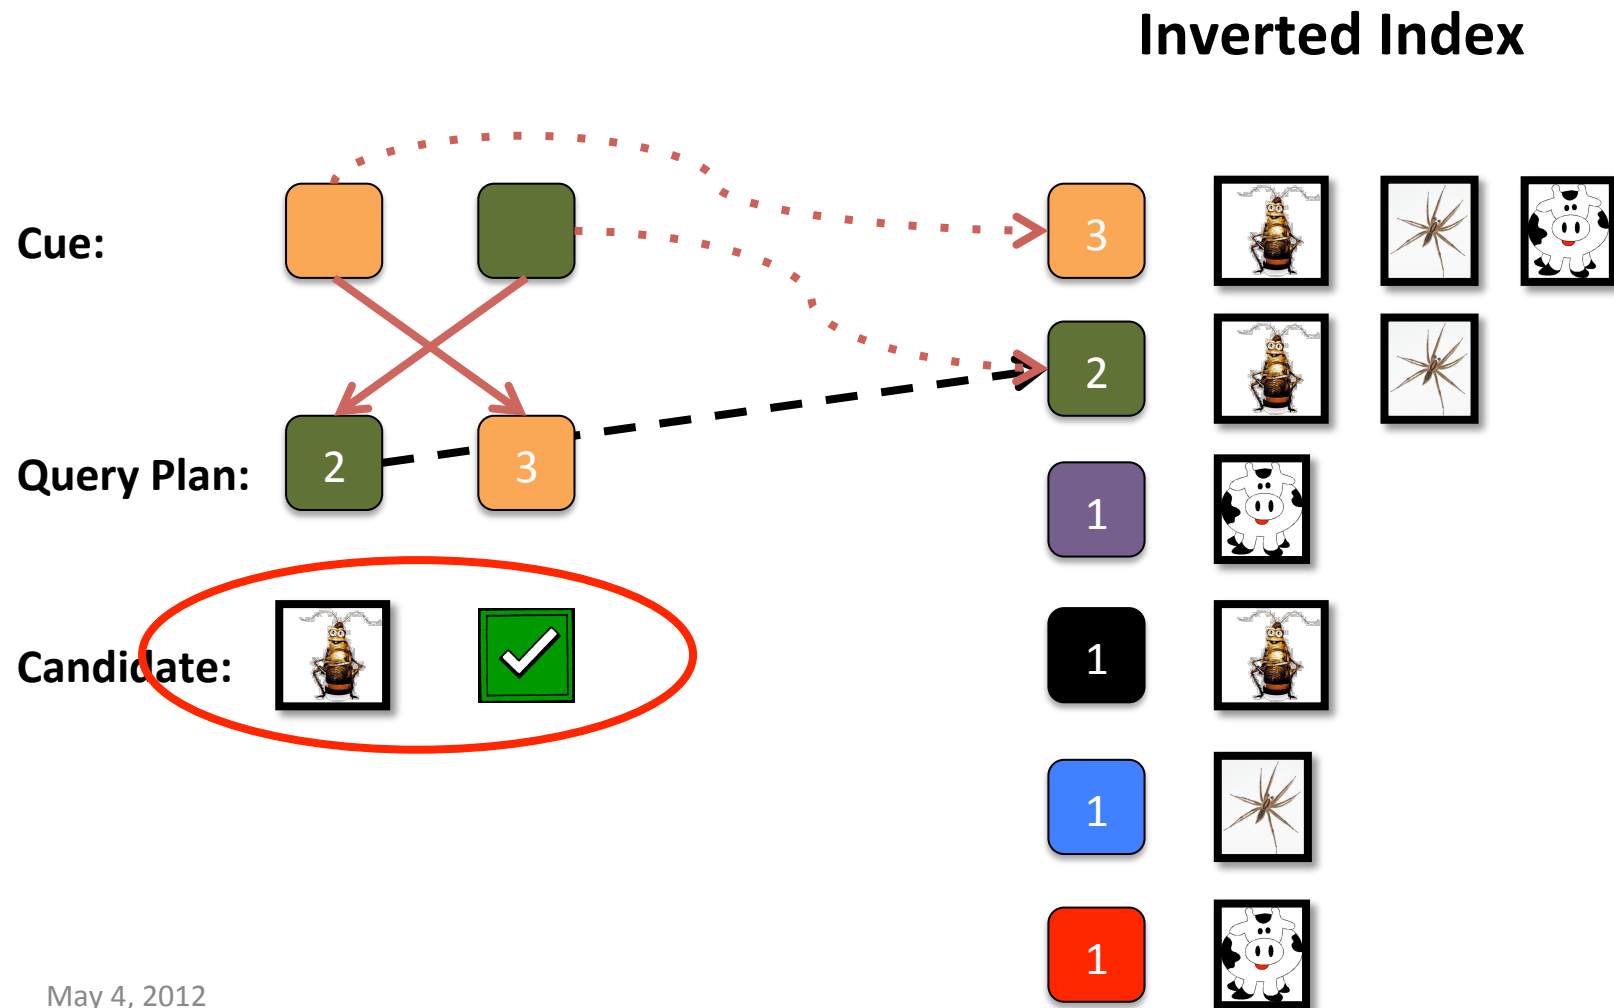 Inverted Index
Cue:
3
2
Query Plan:
2
3
1
Candidate:
1
1
1
May 4, 2012